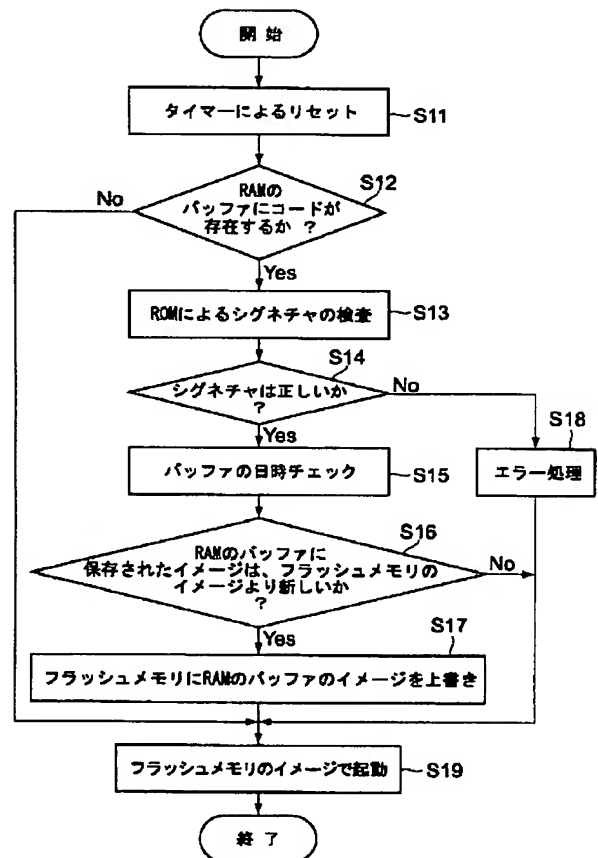 開 始
タイマーによるリセット
S11
RAMの
バッファにコードが
存在するか ?
S12
No
Yes
ROMによるシグネチャの検査
S13
シグネチャは正しいか
?
S14
No
Yes
S18
エラー処理
バッファの日時チェック
S15
RAMのバッファに
保存されたイメージは、フラッシュメモリの
イメージより新しいか
?
S16
No
Yes
S17
フラッシュメモリにRAMのバッファのイメージを上書き
フラッシュメモリのイメージで起動
S19
終 了